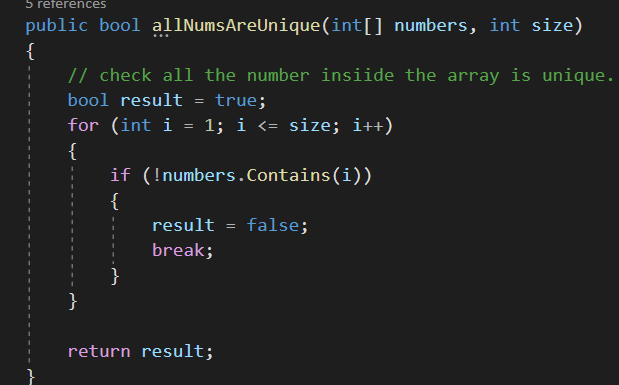 5 references
public bool allNumsAreUnique(int[] numbers, int size)
{
// check all the number insiide the array is unique.
bool result = true;
for (int i = 1; i <= size; i++)
{
if (!numbers.Contains(i))
{
result = false;
break;
}
}
return result;
}